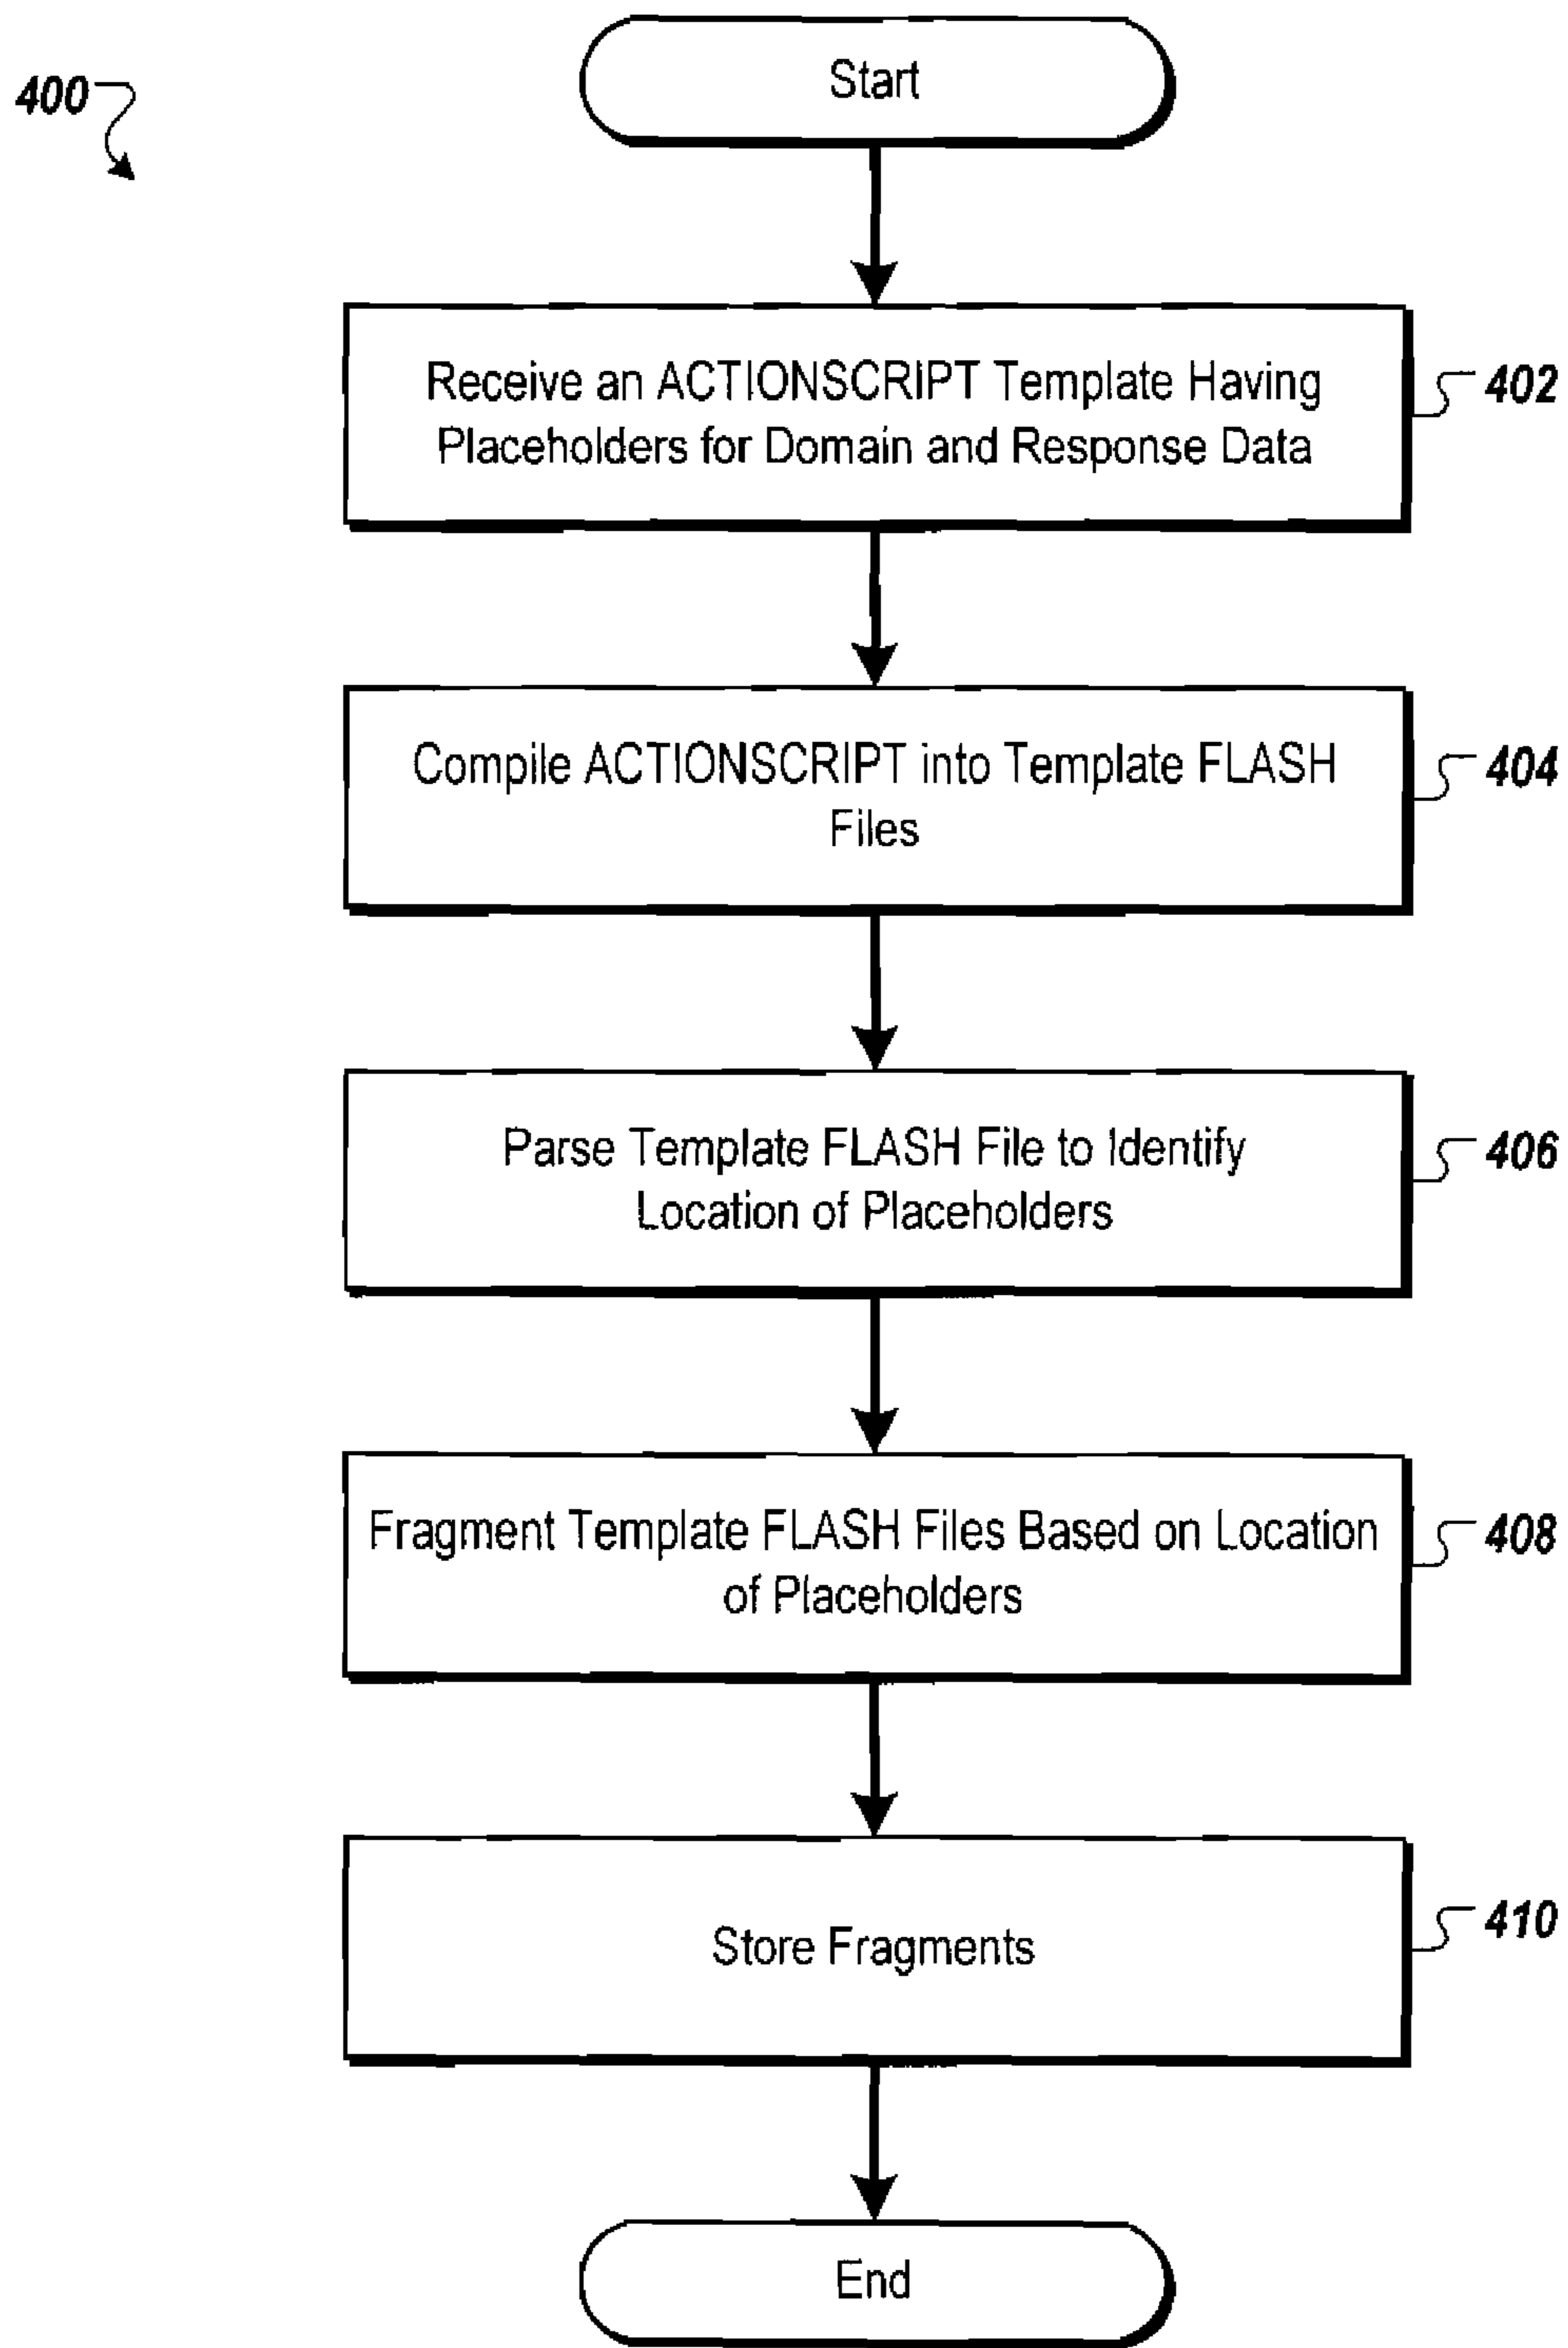 400
Start
Receive an ACTIONSCRIPT Template Having
Placeholders for Domain and Response Data
402
Compile ACTIONSCRIPT into Template FLASH
Files
404
Parse Template FLASH File to Identify
Location of Placeholders
406
Fragment Template FLASH Files Based on Location
of Placeholders
408
Store Fragments
410
End